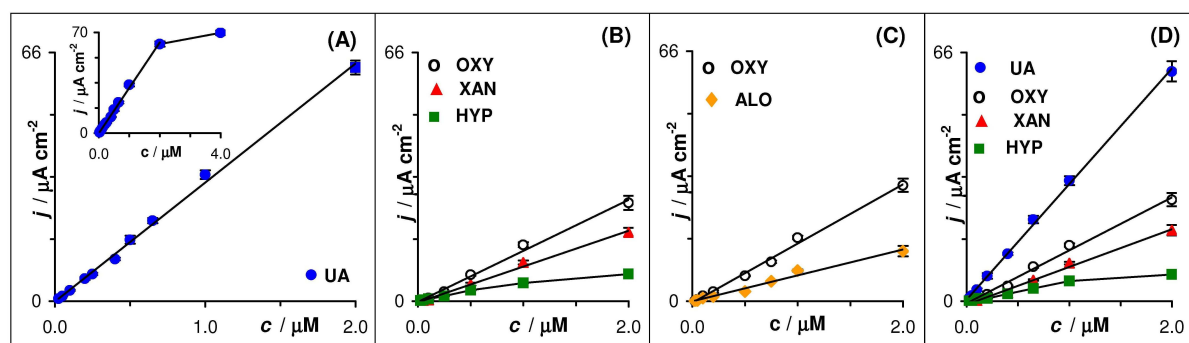 (A)
66
j / µA cm-2
0
0.0
1.0
2.0
c / µM
UA
70
j / µA cm-2
0
0.0
4.0
c / µM
(B)
66
OXY
XAN
HYP
j / µA cm-2
0
0.0
2.0
c / µM
(C)
66
OXY
ALO
j / µA cm-2
0
0.0
2.0
c / µM
(D)
66
UA
OXY
XAN
HYP
j / µA cm-2
0
0.0
2.0
c / µM